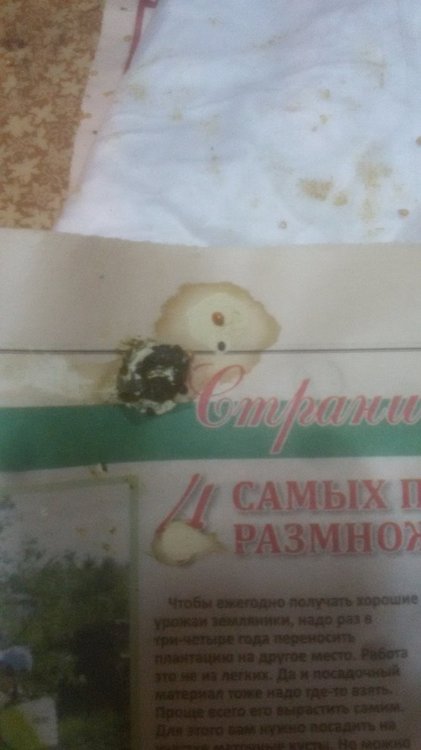 Страни
4 САМЫХ П
РАЗМНОЖ
Чтобы ежегодно получать хорошие
урожаи земляники, надо раз в
три-четыре года переносить
плантацию на другое место. Работа
это не из легких. Да и посадочный
материал тоже надо где-то взять.
Проще всего его вырастить самим.
Для этого вам нужно посадить на